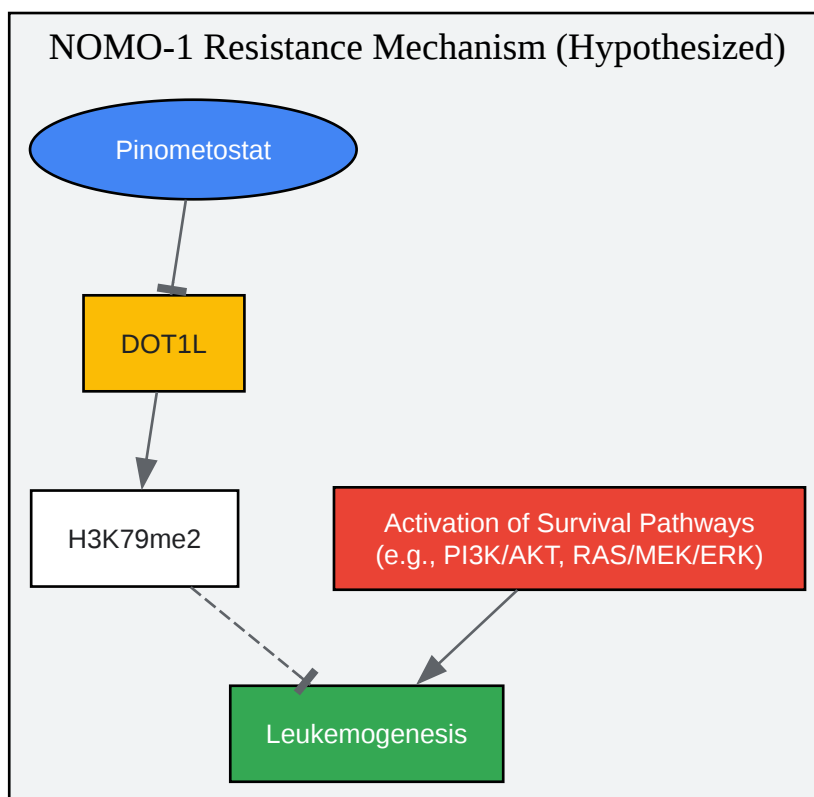 NOMO-1 Resistance Mechanism (Hypothesized)
Pinometostat
DOT1L
H3K79me2
Activation of Survival Pathways
(e.g., PI3K/AKT, RAS/MEK/ERK)
Leukemogenesis